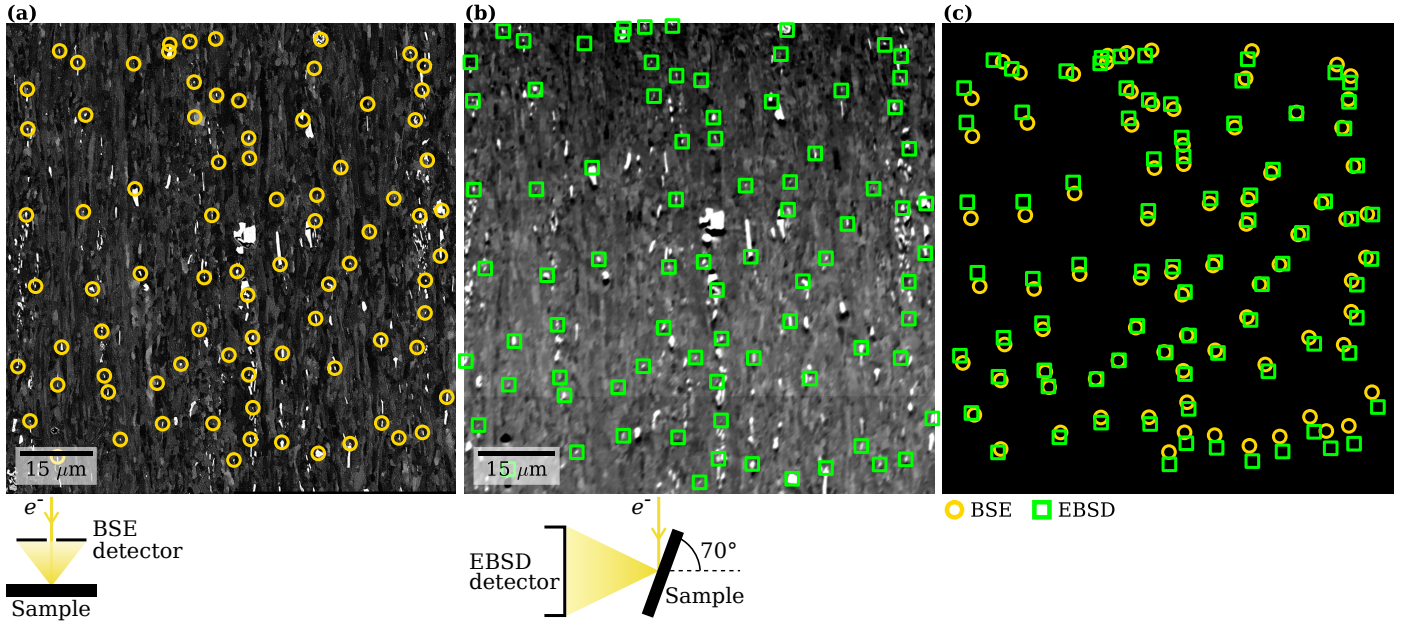 (a)
(b)
(c)
15 μm
15 μm
e⁻
BSE
detector
Sample
e⁻
EBSD
detector
70°
Sample
BSE
EBSD